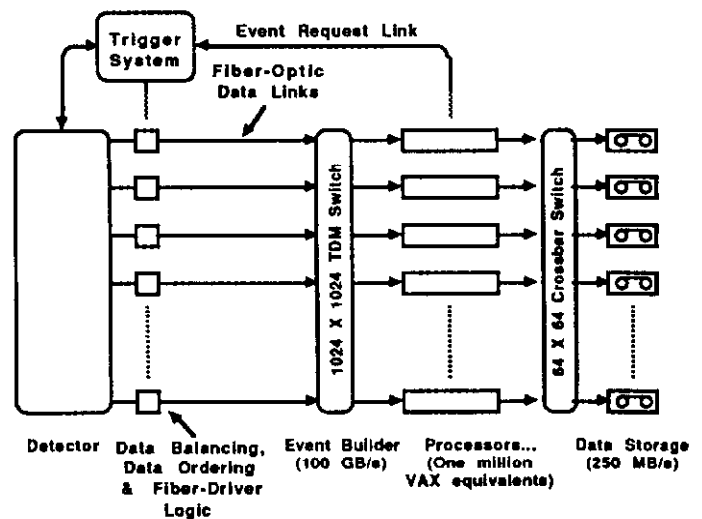 Trigger
System
Event Request Link
Fiber-Optic
Data Links
1024 X 1024 TDM Switch
64 X 64 Crossbar Switch
Detector
Data Balancing,
Data Ordering
& Fiber-Driver
Logic
Event Builder
(100 GB/s)
Processors...
(One million
VAX equivalents)
Data Storage
(250 MB/s)